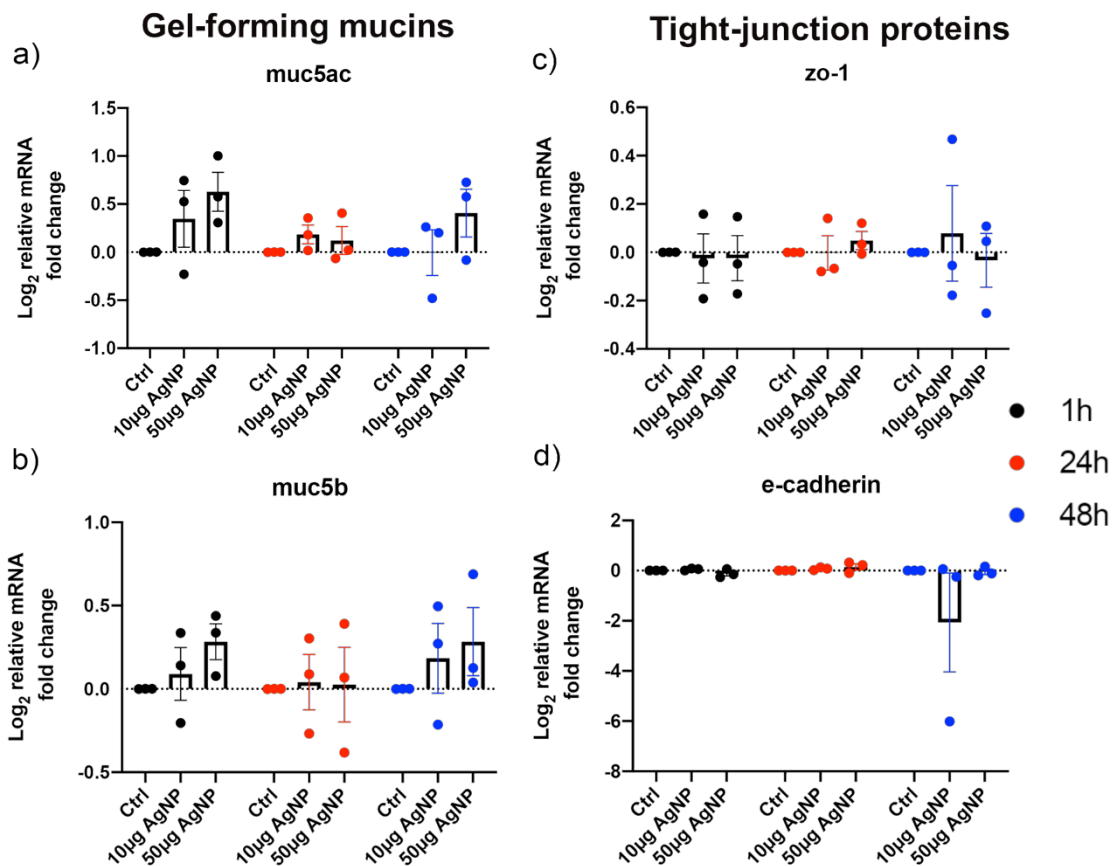 Gel-forming mucins
a)
muc5ac
Log₂ relative mRNA
fold change
1.5
1.0
0.5
0.0
-0.5
-1.0
Ctrl
10µg AgNP
50µg AgNP
Ctrl
10µg AgNP
50µg AgNP
Ctrl
10µg AgNP
50µg AgNP
b)
muc5b
Log₂ relative mRNA
fold change
1.0
0.5
0.0
-0.5
Ctrl
10µg AgNP
50µg AgNP
Ctrl
10µg AgNP
50µg AgNP
Ctrl
10µg AgNP
50µg AgNP
Tight-junction proteins
c)
zo-1
Log₂ relative mRNA
fold change
0.6
0.4
0.2
0.0
-0.2
-0.4
Ctrl
10µg AgNP
50µg AgNP
Ctrl
10µg AgNP
50µg AgNP
Ctrl
10µg AgNP
50µg AgNP
d)
e-cadherin
Log₂ relative mRNA
fold change
2
0
-2
-4
-6
-8
Ctrl
10µg AgNP
50µg AgNP
Ctrl
10µg AgNP
50µg AgNP
Ctrl
10µg AgNP
50µg AgNP
1h
24h
48h